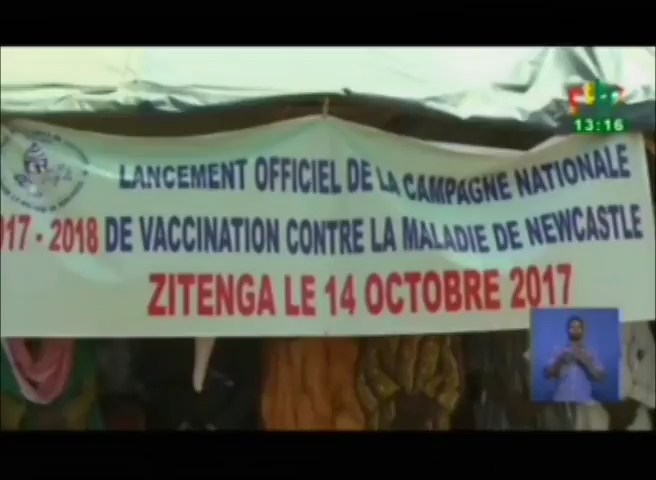 LANCEMENT OFFICIEL DE LA CAMPAGNE NATIONALE
017 - 2018 DE VACCINATION CONTRE LA MALADIE DE NEWCASTLE
ZITENGA LE 14 OCTOBRE 2017
13:16